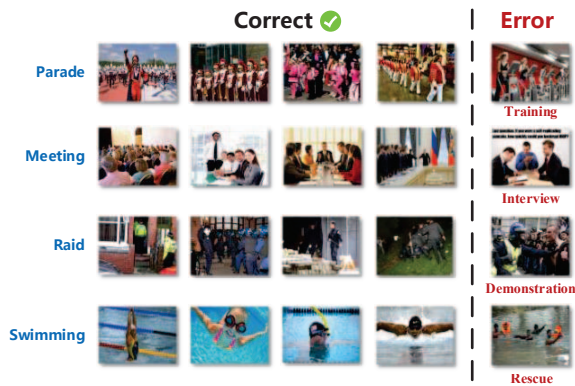 Correct Error
Parade
Training
Meeting
Interview
Raid
Demonstration
Swimming
Rescue